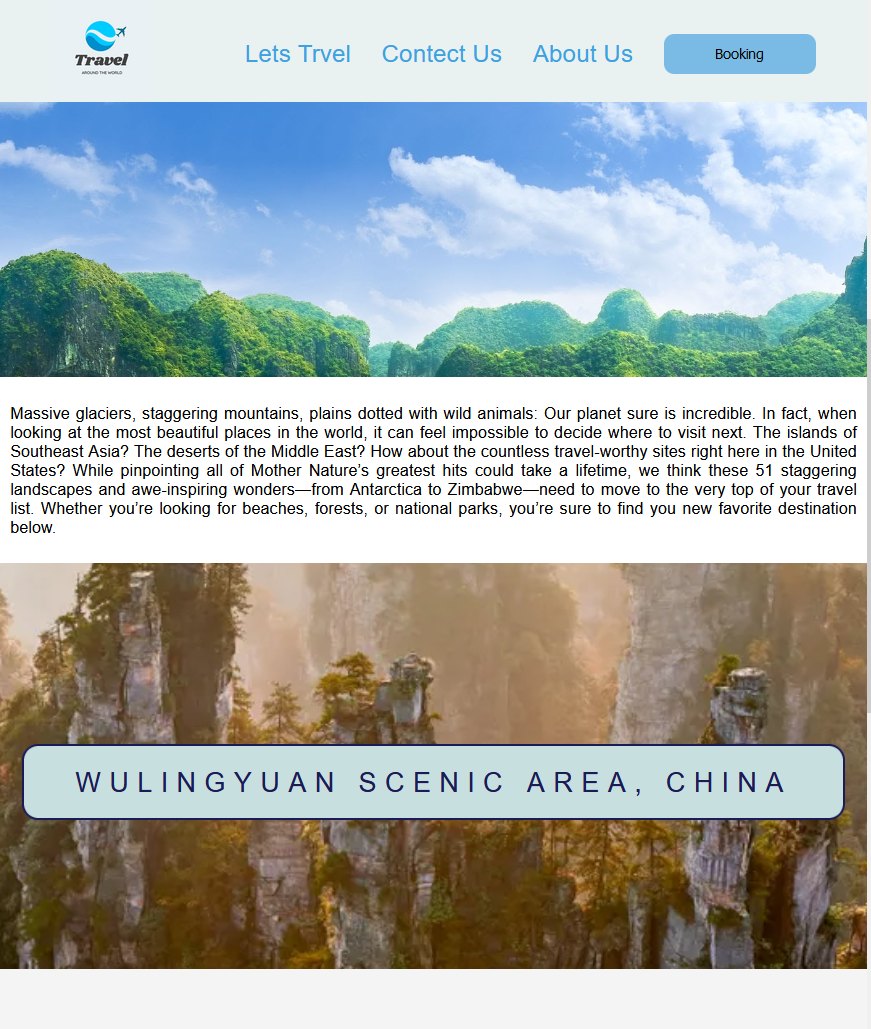 Travel
AROUND THE WORLD
Lets Trvel Contect Us About Us Booking
Massive glaciers, staggering mountains, plains dotted with wild animals: Our planet sure is incredible. In fact, when
looking at the most beautiful places in the world, it can feel impossible to decide where to visit next. The islands of
Southeast Asia? The deserts of the Middle East? How about the countless travel-worthy sites right here in the United
States? While pinpointing all of Mother Nature’s greatest hits could take a lifetime, we think these 51 staggering
landscapes and awe-inspiring wonders—from Antarctica to Zimbabwe—need to move to the very top of your travel
list. Whether you’re looking for beaches, forests, or national parks, you’re sure to find you new favorite destination
below.
WULINGYUAN SCENIC AREA, CHINA